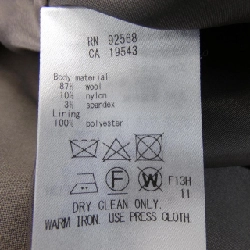 RN 92568
CA 19543
Body material
87% wool
10% nylon
3% spandex
Lining
100% polyester
F W F13H
11
DRY CLEAN ONLY.
WARM IRON. USE PRESS CLOTH.